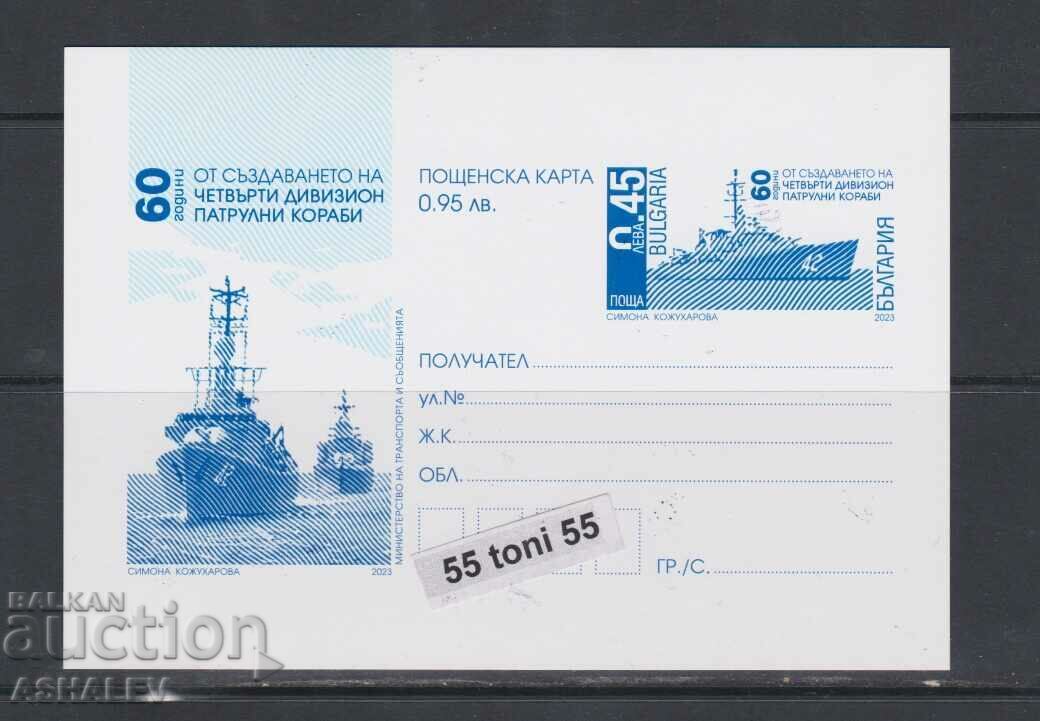 60 години
ОТ СЪЗДАВАНЕТО НА
ЧЕТВЪРТИ ДИВИЗИОН
ПАТРУЛНИ КОРАБИ
42
СИМОНА КОЖУХАРОВА 2023
МИНИСТЕРСТВО НА ТРАНСПОРТА И СЪОБЩЕНИЯТА
ПОЩЕНСКА КАРТА
0.95 лв.
0.45
ЛЕВА
ПОЩА
BULGARIA
60 години
ОТ СЪЗДАВАНЕТО НА
ЧЕТВЪРТИ ДИВИЗИОН
ПАТРУЛНИ КОРАБИ
42
БЪЛГАРИЯ
СИМОНА КОЖУХАРОВА 2023
ПОЛУЧАТЕЛ
ул.№
Ж.К.
ОБЛ.
55 toni 55
ГР./С.
BALKAN
auction
ASHALEV